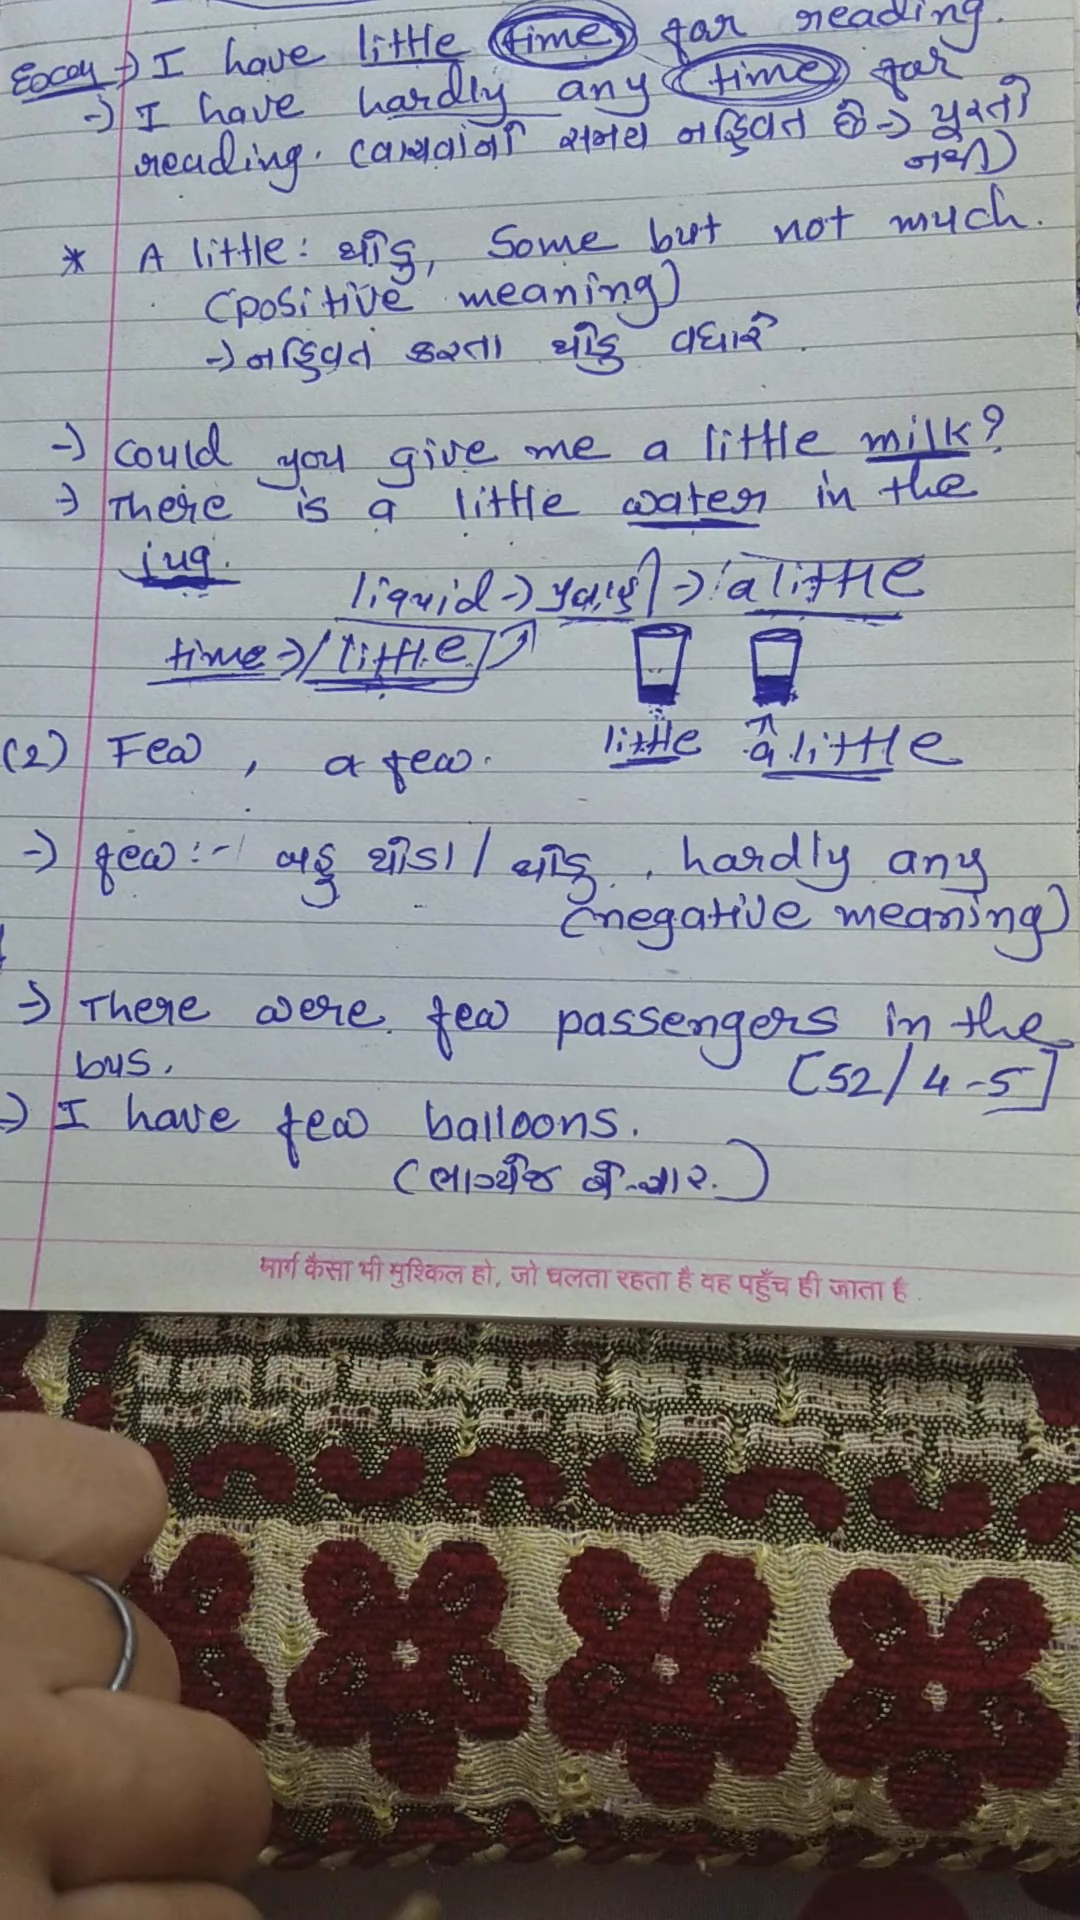 I have little time for reading.
→ I have hardly any time for
reading. (વાંચવાનો સમય નહિવત છે → પૂરતો
નથી)
* A little: થોડુ, Some but not much.
(positive meaning)
→ નહિવત કરતા થોડુ વધારે.
→ Could you give me a little milk?
→ There is a little water in the
jug.
liquid → પ્રવાહી → a little
time → little
little a little
(2) Few, a few.
→ few :- બહુ થોડા / થોડુ, hardly any
(negative meaning)
→ There were few passengers in the
bus. [52/4-5]
→ I have few balloons.
(ભાગ્યેજ બે-ચાર.)
मार्ग कैसा भी मुश्किल हो, जो चलता रहता है वह पहुँच ही जाता है.